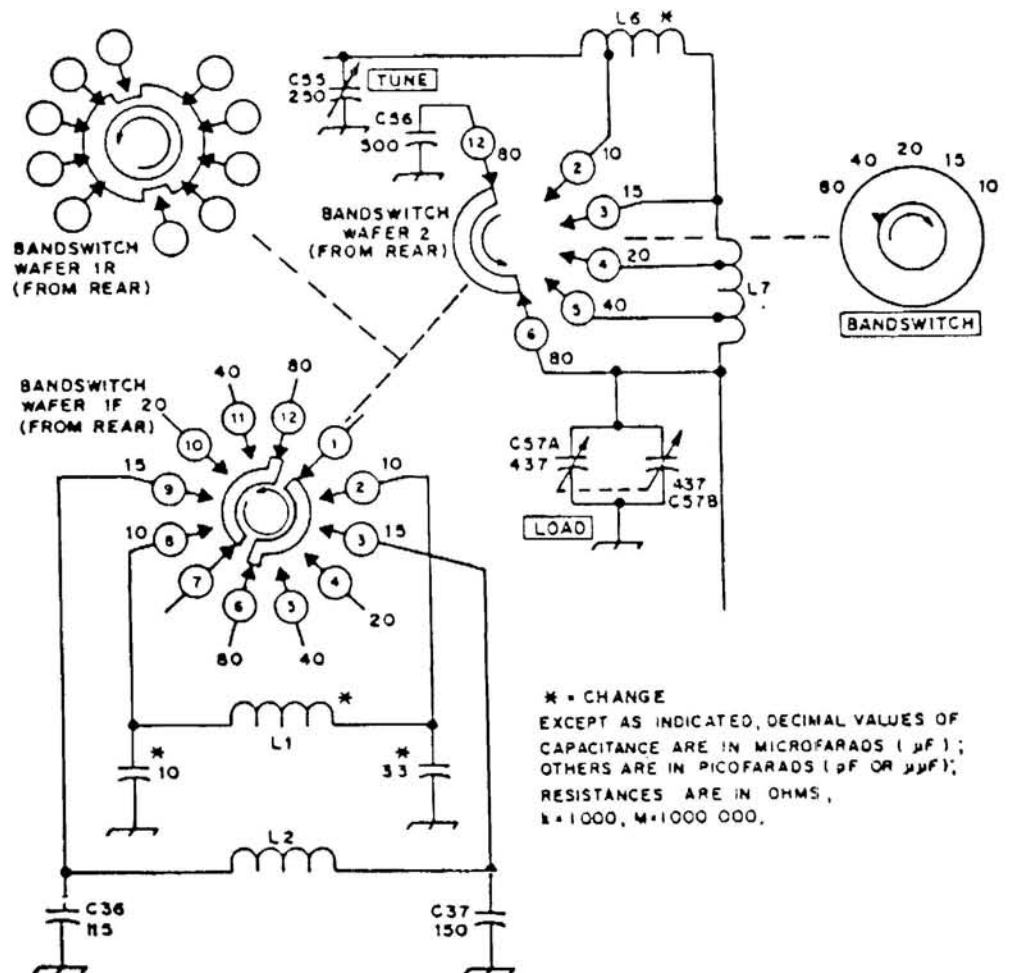 L6 *
C55
250
TUNE
C56
500
12
80
2
10
3
15
4
20
5
40
6
80
BANDSWITCH
WAFER 2
(FROM REAR)
L7
40
20
15
80
10
BANDSWITCH
BANDSWITCH
WAFER 1R
(FROM REAR)
BANDSWITCH
WAFER 1F 20
(FROM REAR)
40
80
11
12
10
1
15
9
2
10
10
8
3
15
7
4
20
6
5
80
40
C57A
437
437
C57B
LOAD
*
L1
*
10
*
33
L2
C36
115
C37
150
* = CHANGE
EXCEPT AS INDICATED, DECIMAL VALUES OF
CAPACITANCE ARE IN MICROFARADS ( µF ) ;
OTHERS ARE IN PICOFARADS ( pF OR µµF);
RESISTANCES ARE IN OHMS,
k=1000, M=1000 000.